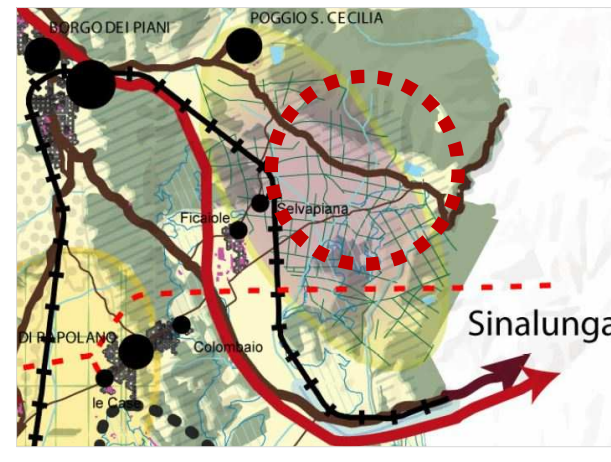 BORGO DEI PIANI
POGGIO S. CECILIA
Selvapiana
Ficaiole
Sinalunga
DI RAPOLANO
Colombaio
le Case